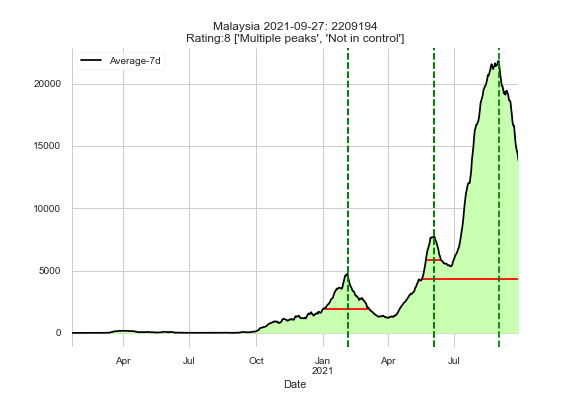 Malaysia 2021-09-27: 2209194
Rating:8 ['Multiple peaks', 'Not in control']
Average-7d
20000
15000
10000
5000
0
Apr
Jul
Oct
Jan
2021
Apr
Jul
Date